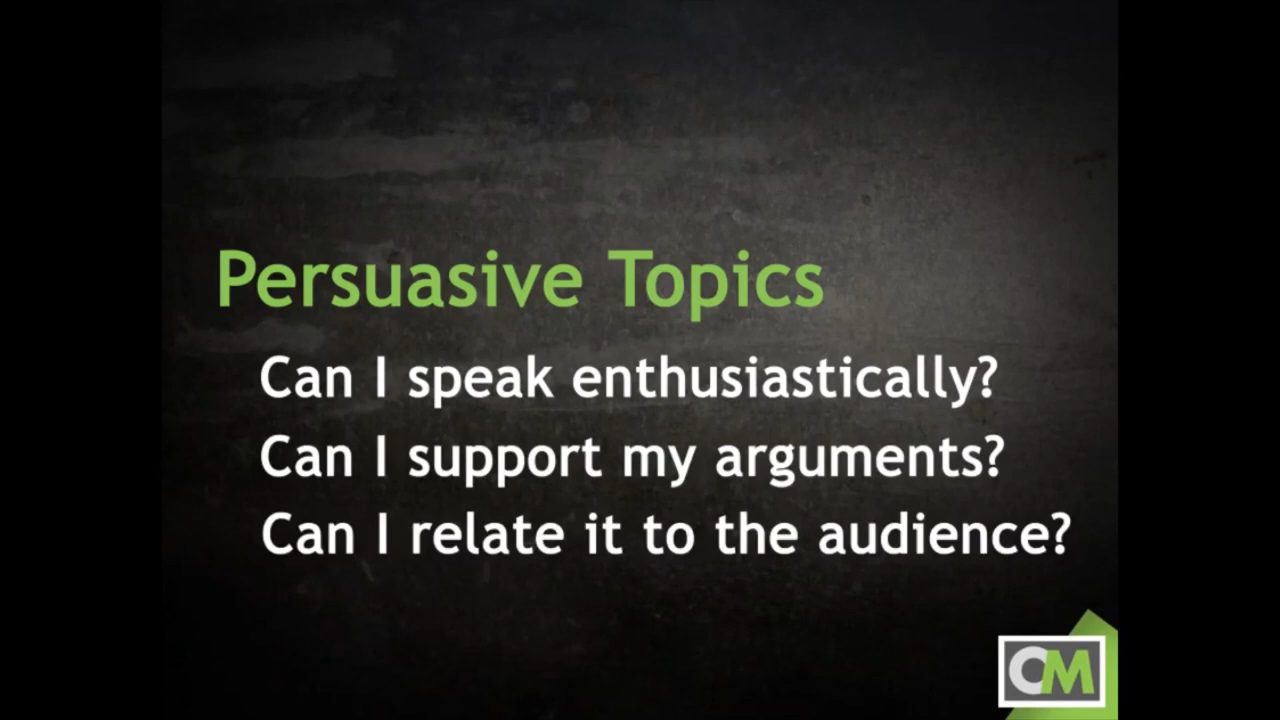 Persuasive Topics
Can I speak enthusiastically?
Can I support my arguments?
Can I relate it to the audience?
CM